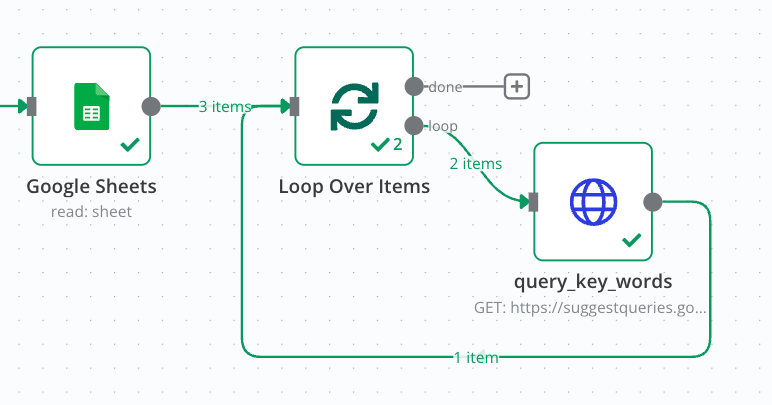 3 items
done
loop
2
2 items
Google Sheets
read: sheet
Loop Over Items
query_key_words
GET: https://suggestqueries.go...
1 item